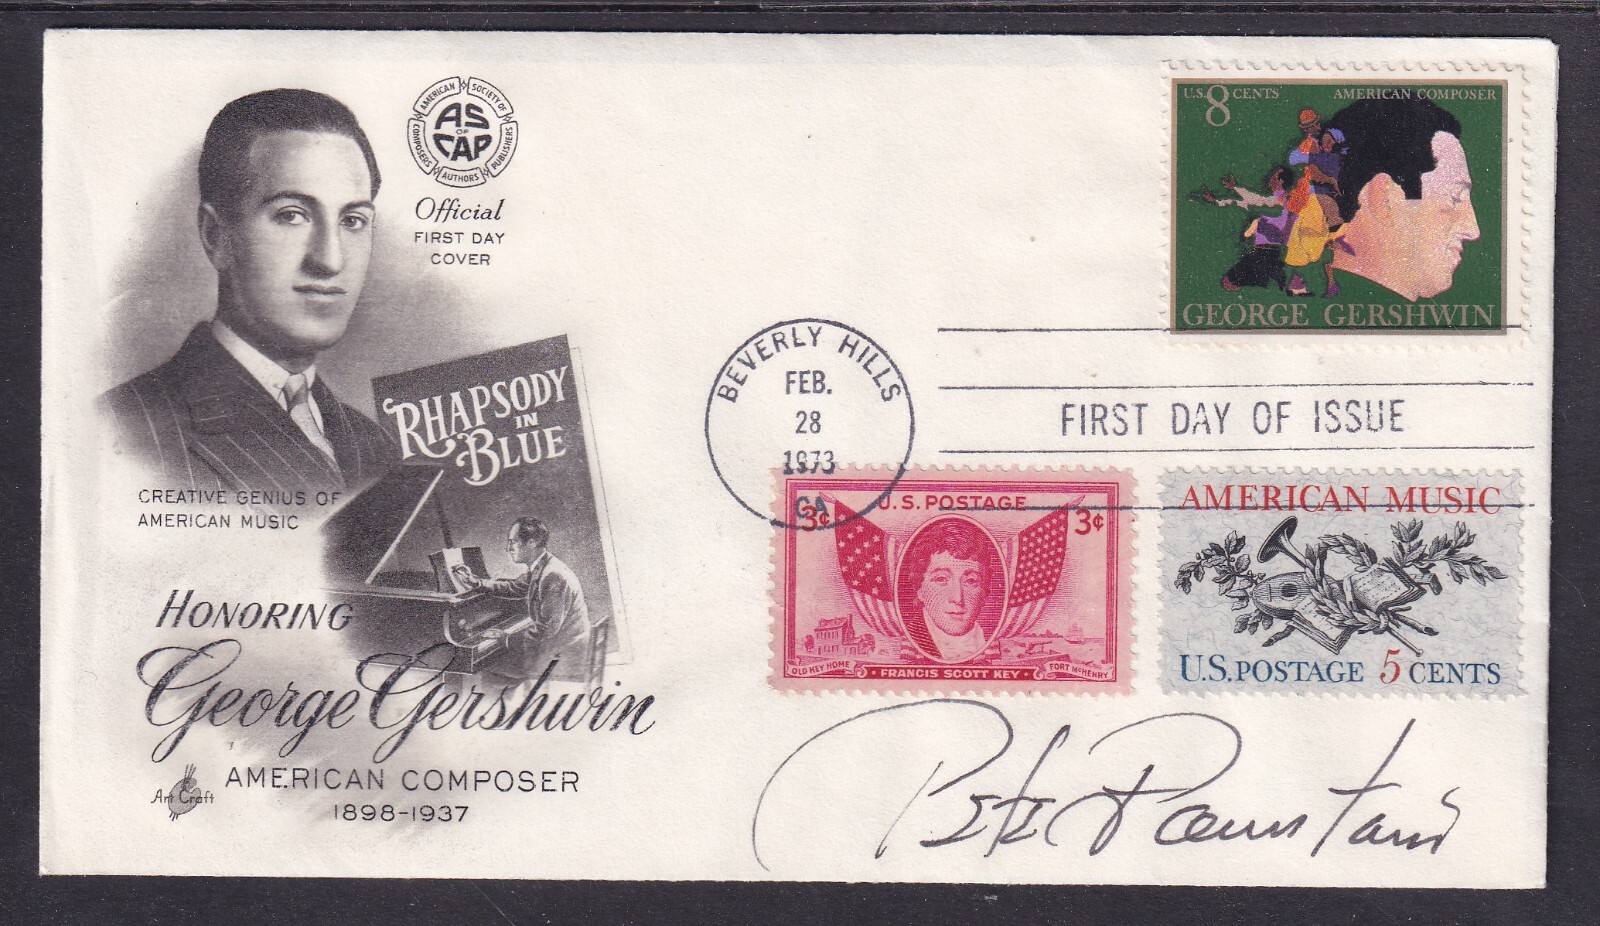 AMERICAN SOCIETY OF
COMPOSERS AUTHORS PUBLISHERS
AS
OF
CAP
Official
FIRST DAY
COVER
RHAPSODY
IN
BLUE
CREATIVE GENIUS OF
AMERICAN MUSIC
HONORING
George Gershwin
AMERICAN COMPOSER
1898-1937
Art Craft
U.S. 8 CENTS AMERICAN COMPOSER
GEORGE GERSHWIN
BEVERLY HILLS
FEB.
28
1973
CA
FIRST DAY OF ISSUE
U.S. POSTAGE
3¢ 3¢
OLD KEY HOME · FRANCIS SCOTT KEY · FORT McHENRY
AMERICAN MUSIC
U.S. POSTAGE 5 CENTS
Pete